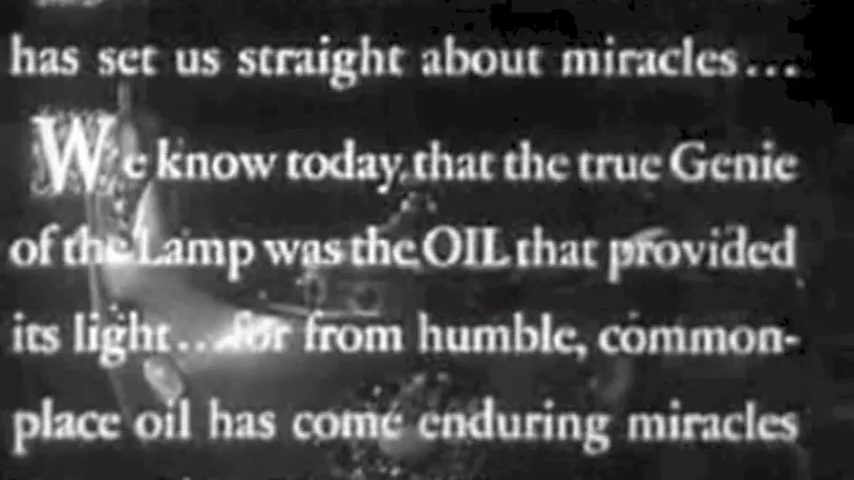 has set us straight about miracles...
We know today, that the true Genie
of the Lamp was the OIL that provided
its light...for from humble, common-
place oil has come enduring miracles